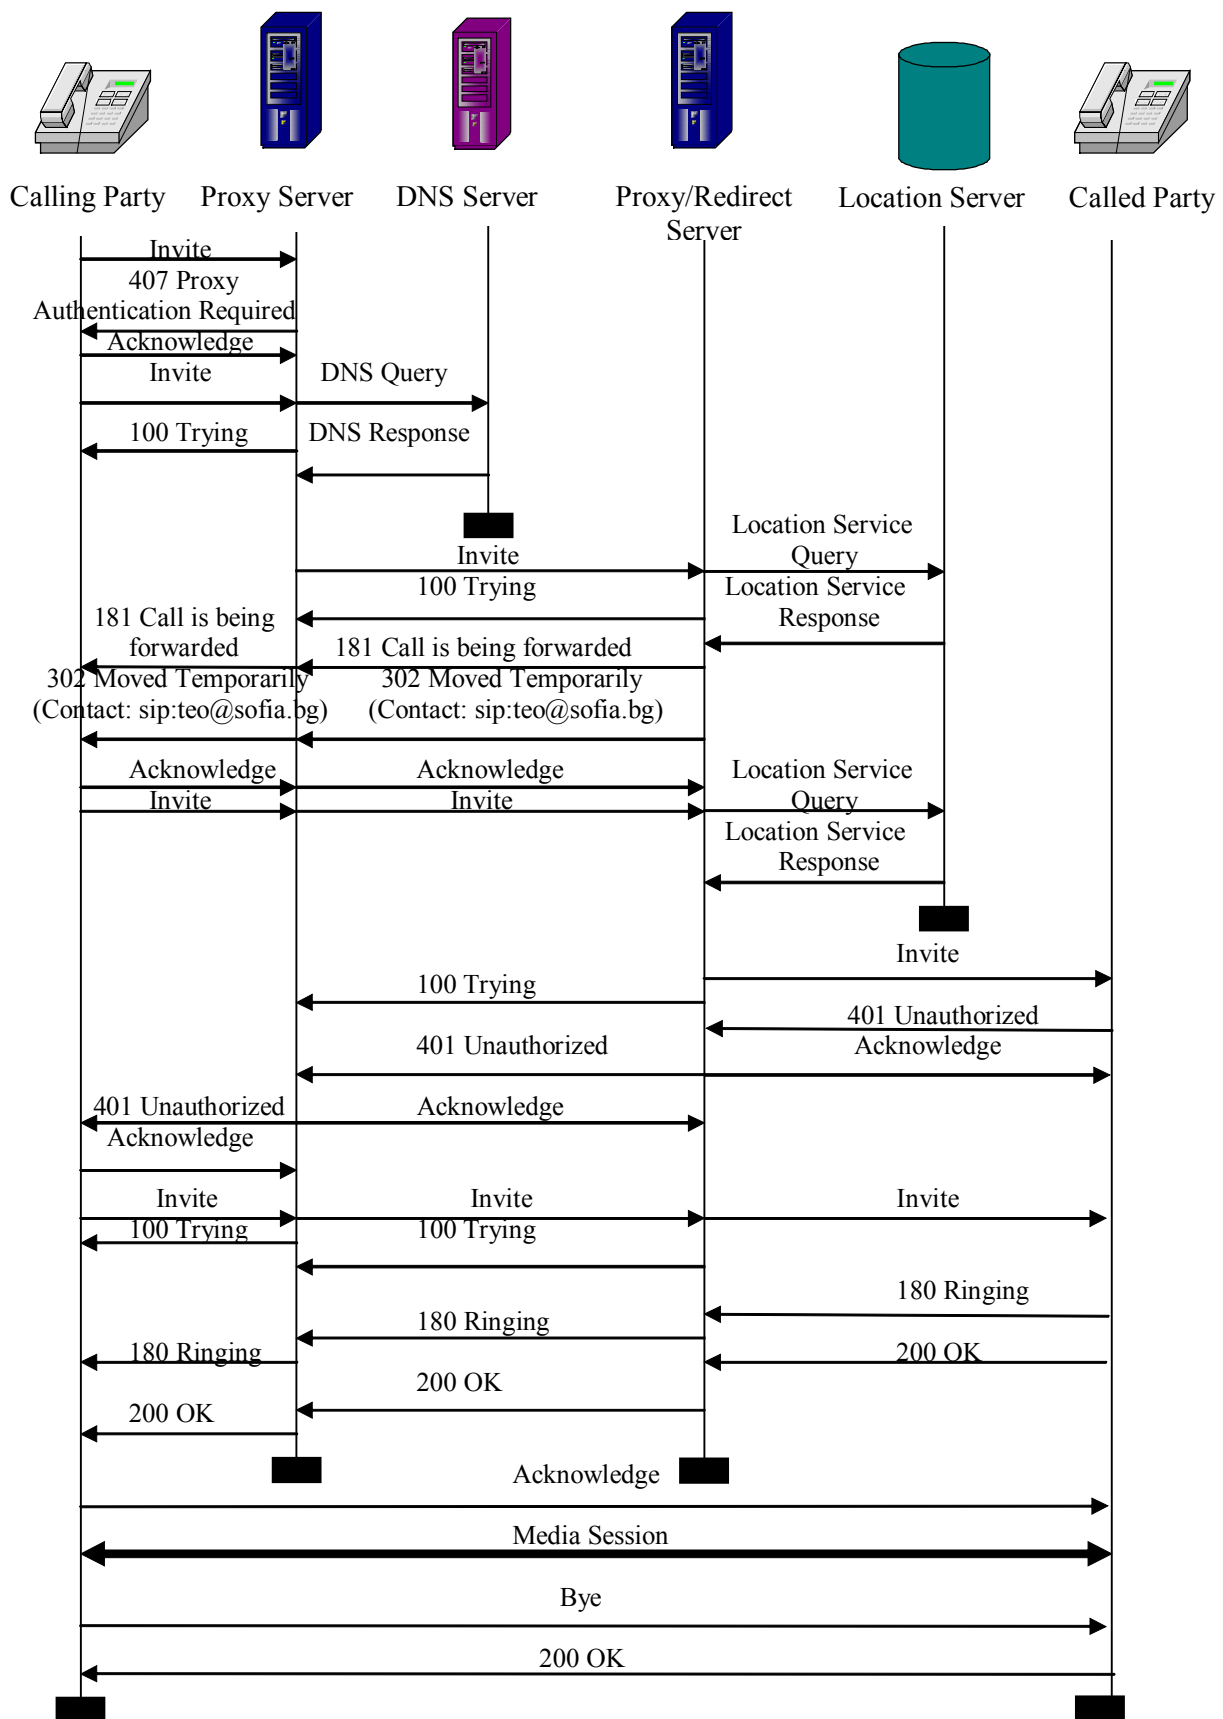 Calling Party
Proxy Server
DNS Server
Proxy/Redirect
Server
Location Server
Called Party
Invite
407 Proxy
Authentication Required
Acknowledge
Invite
DNS Query
100 Trying
DNS Response
Location Service
Query
Invite
100 Trying
Location Service
Response
181 Call is being
forwarded
181 Call is being forwarded
302 Moved Temporarily
(Contact: sip:teo@sofia.bg)
302 Moved Temporarily
(Contact: sip:teo@sofia.bg)
Acknowledge
Acknowledge
Location Service
Query
Invite
Invite
Location Service
Response
Invite
100 Trying
401 Unauthorized
401 Unauthorized
Acknowledge
401 Unauthorized
Acknowledge
Acknowledge
Invite
Invite
Invite
100 Trying
100 Trying
180 Ringing
180 Ringing
180 Ringing
200 OK
200 OK
200 OK
Acknowledge
Media Session
Bye
200 OK